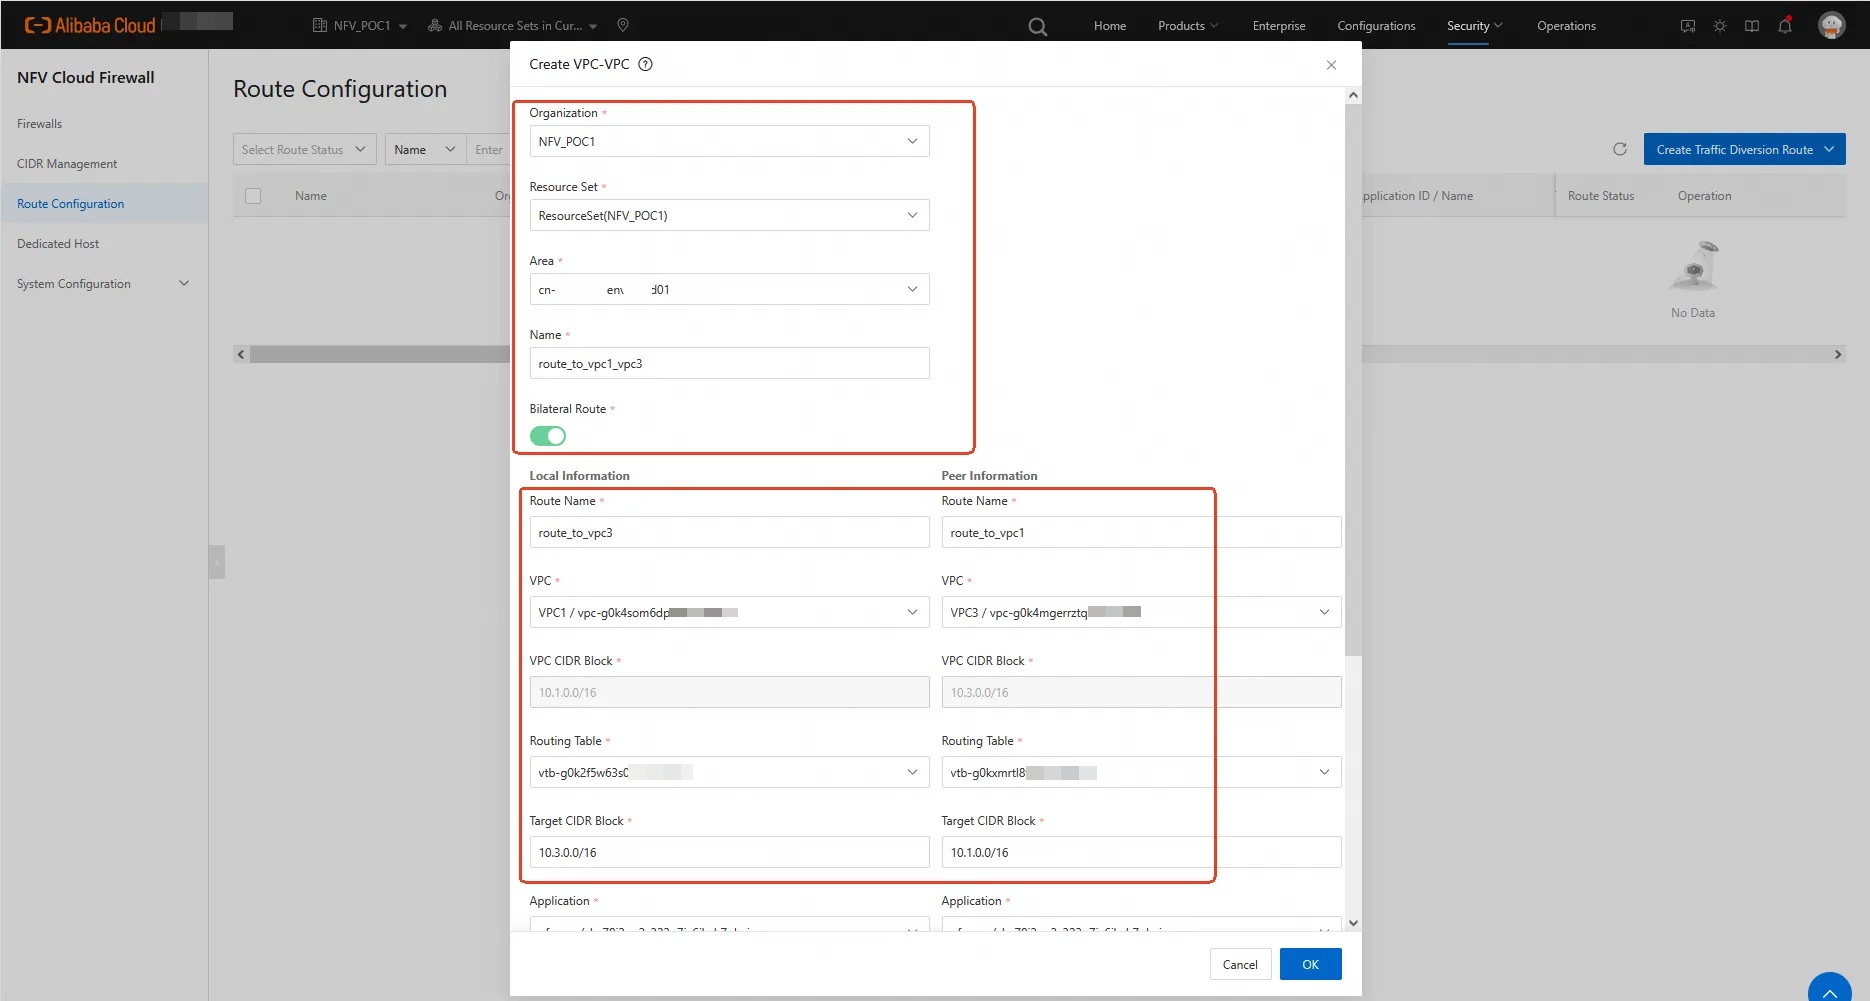 Alibaba Cloud
NFV_POC1
All Resource Sets in Cur...
Home
Products
Enterprise
Configurations
Security
Operations
NFV Cloud Firewall
Firewalls
CIDR Management
Route Configuration
Dedicated Host
System Configuration
Route Configuration
Select Route Status
Name
Enter
Create Traffic Diversion Route
Name
Application ID / Name
Route Status
Operation
No Data
Create VPC-VPC
Organization *
NFV_POC1
Resource Set *
ResourceSet(NFV_POC1)
Area *
cn- env d01
Name *
route_to_vpc1_vpc3
Bilateral Route *
Local Information
Peer Information
Route Name *
Route Name *
route_to_vpc3
route_to_vpc1
VPC *
VPC *
VPC1 / vpc-g0k4som6dp
VPC3 / vpc-g0k4mgerrztq
VPC CIDR Block *
VPC CIDR Block *
10.1.0.0/16
10.3.0.0/16
Routing Table *
Routing Table *
vtb-g0k2f5w63s0
vtb-g0kxmrtl8
Target CIDR Block *
Target CIDR Block *
10.3.0.0/16
10.1.0.0/16
Application *
Application *
Cancel
OK